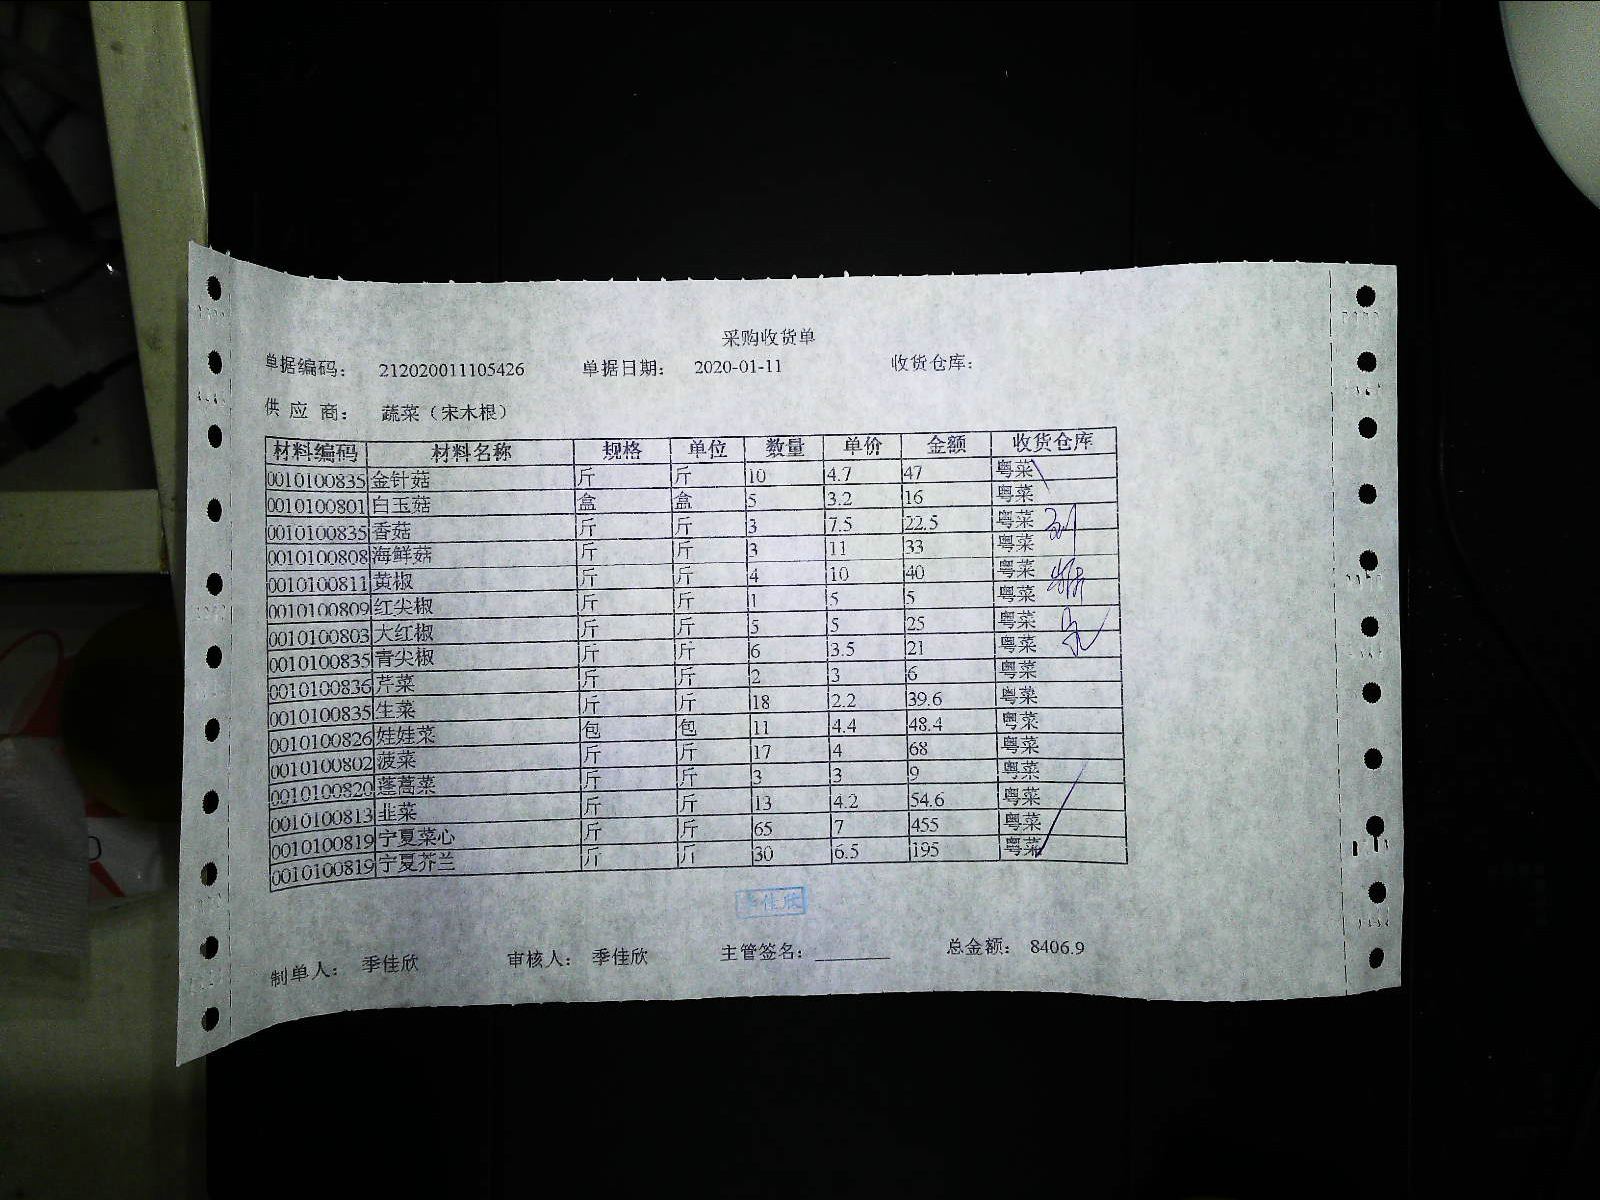 采购收货单
单据编码： 212020011105426 单据日期： 2020-01-11 收货仓库：
供 应 商： 蔬菜（宋木根）
材料编码 材料名称 规格 单位 数量 单价 金额 收货仓库
0010100835 金针菇 斤 斤 10 4.7 47 粤菜
0010100801 白玉菇 盒 盒 5 3.2 16 粤菜
0010100835 香菇 斤 斤 3 7.5 22.5 粤菜
0010100808 海鲜菇 斤 斤 3 11 33 粤菜
0010100811 黄椒 斤 斤 4 10 40 粤菜
0010100809 红尖椒 斤 斤 1 5 5 粤菜
0010100803 大红椒 斤 斤 5 5 25 粤菜
0010100835 青尖椒 斤 斤 6 3.5 21 粤菜
0010100836 芹菜 斤 斤 2 3 6 粤菜
0010100835 生菜 斤 斤 18 2.2 39.6 粤菜
0010100826 娃娃菜 包 包 11 4.4 48.4 粤菜
0010100802 菠菜 斤 斤 17 4 68 粤菜
0010100820 蓬蒿菜 斤 斤 3 3 9 粤菜
0010100813 韭菜 斤 斤 13 4.2 54.6 粤菜
0010100819 宁夏菜心 斤 斤 65 7 455 粤菜
0010100819 宁夏芥兰 斤 斤 30 6.5 195 粤菜
季佳欣
制单人： 季佳欣 审核人： 季佳欣 主管签名：________ 总金额： 8406.9